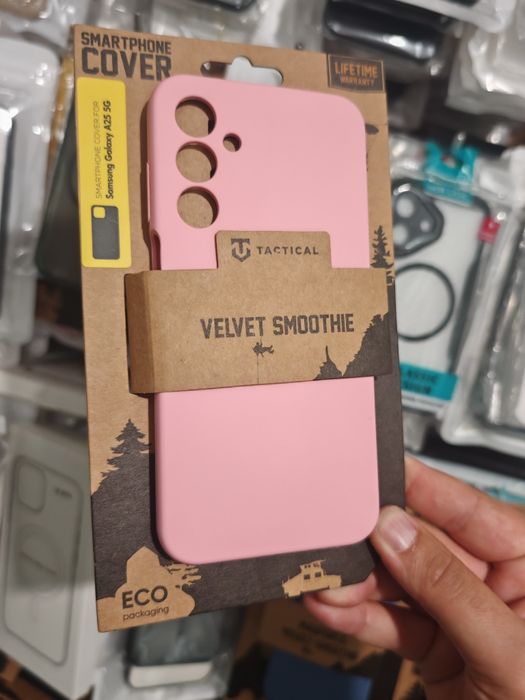 SMARTPHONE
COVER
LIFETIME
WARRANTY
SMARTPHONE COVER FOR
Samsung Galaxy A25 5G
TACTICAL
VELVET SMOOTHIE
ECO
packaging